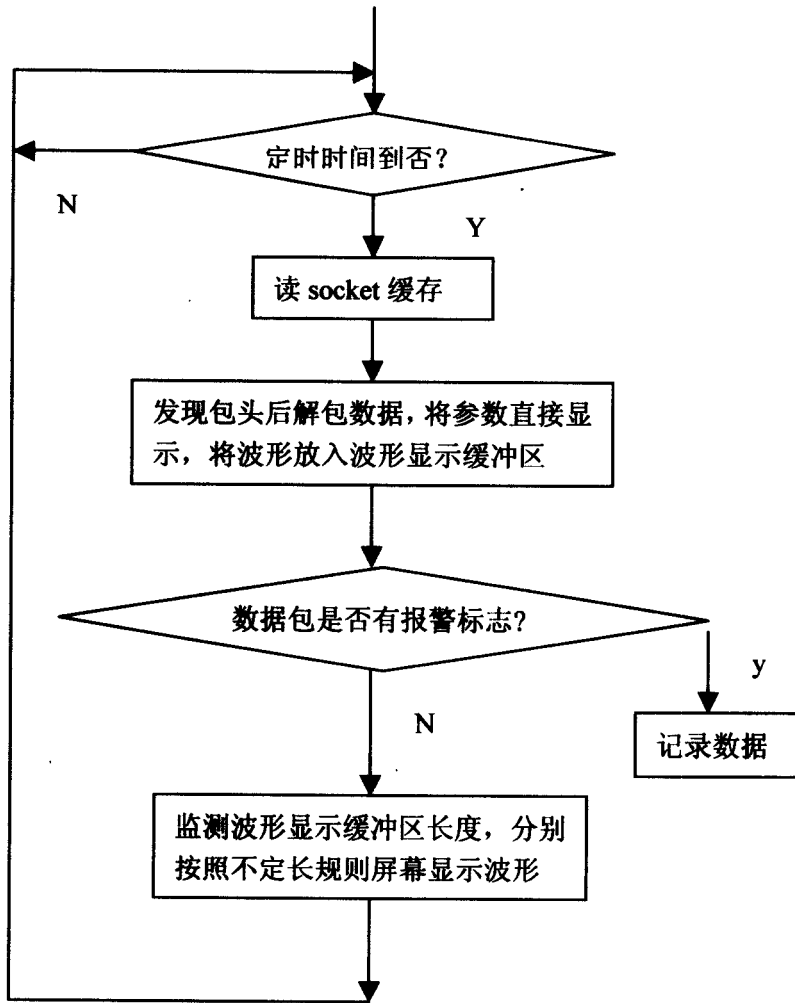 定时时间到否?
N
Y
读 socket 缓存
发现包头后解包数据，将参数直接显
示，将波形放入波形显示缓冲区
数据包是否有报警标志?
y
N
记录数据
监测波形显示缓冲区长度，分别
按照不定长规则屏幕显示波形